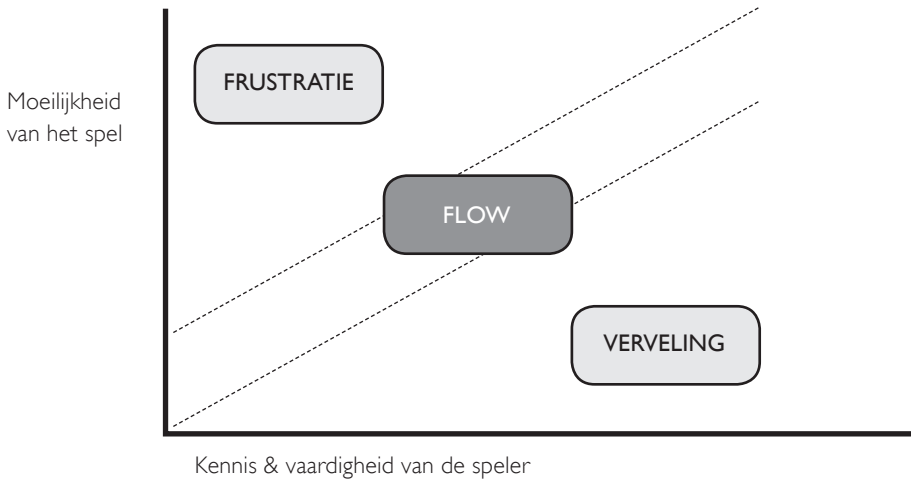 FRUSTRATIE
Moeilijkheid
van het spel
FLOW
VERVELING
Kennis & vaardigheid van de speler